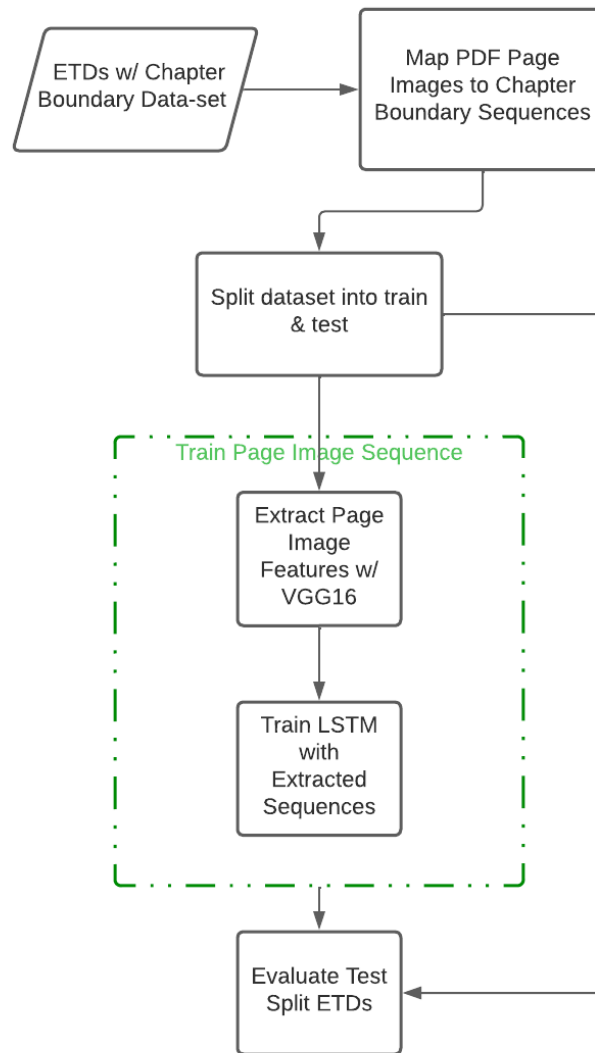 ETDs w/ Chapter
Boundary Data-set
Map PDF Page
Images to Chapter
Boundary Sequences
Split dataset into train
& test
Train Page Image Sequence
Extract Page
Image
Features w/
VGG16
Train LSTM
with
Extracted
Sequences
Evaluate Test
Split ETDs